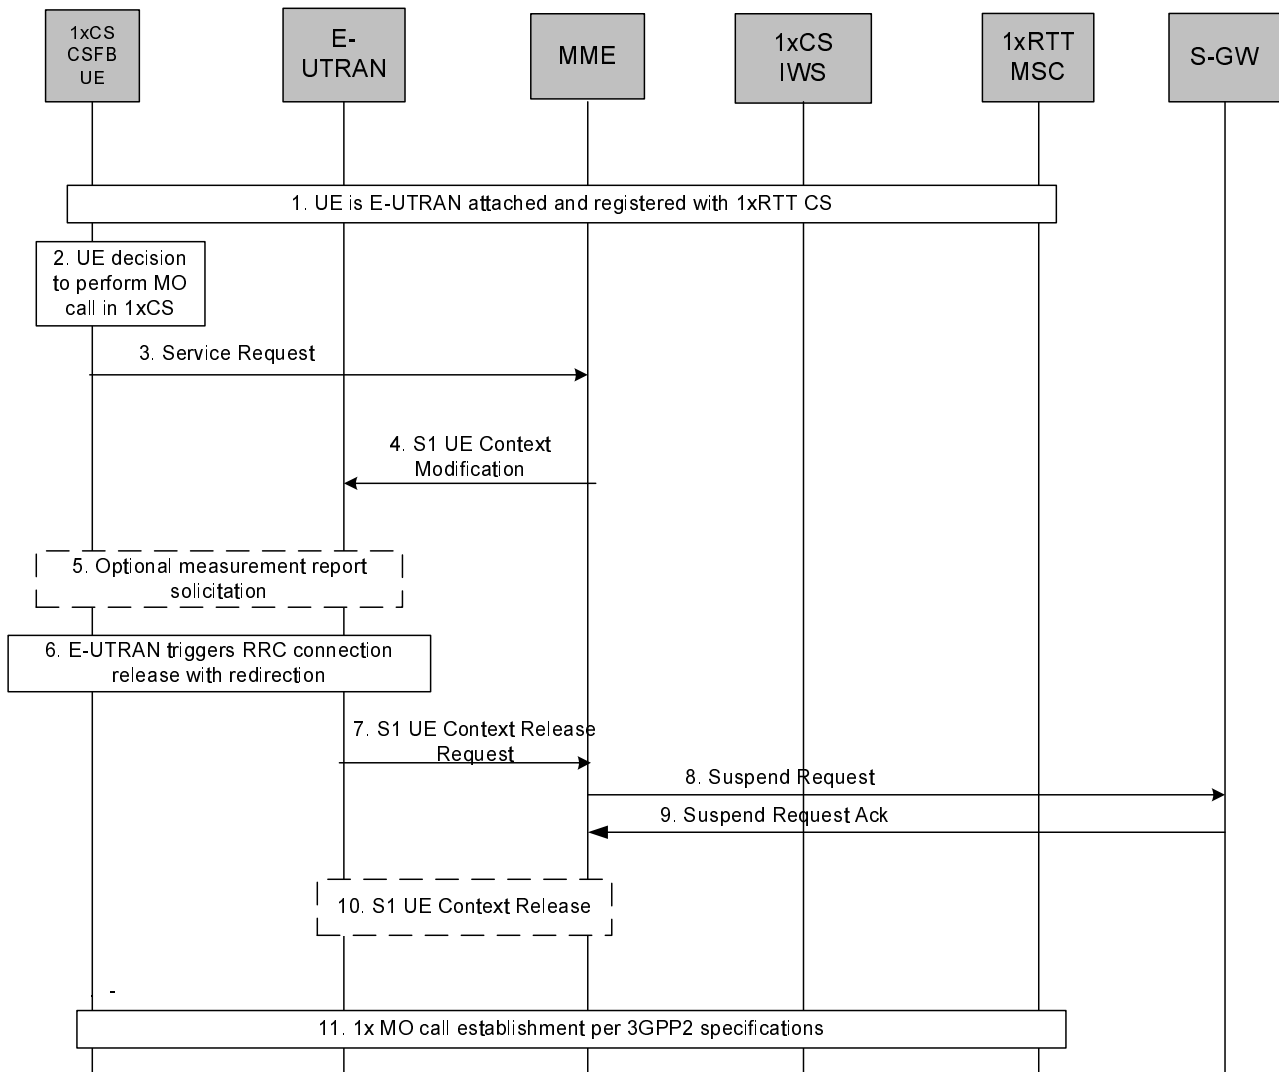 1xCS
CSFB
UE
E-
UTRAN
MME
1xCS
IWS
1xRTT
MSC
S-GW
1. UE is E-UTRAN attached and registered with 1xRTT CS
2. UE decision
to perform MO
call in 1xCS
3. Service Request
4. S1 UE Context
Modification
5. Optional measurement report
solicitation
6. E-UTRAN triggers RRC connection
release with redirection
7. S1 UE Context Release
Request
8. Suspend Request
9. Suspend Request Ack
10. S1 UE Context Release
11. 1x MO call establishment per 3GPP2 specifications